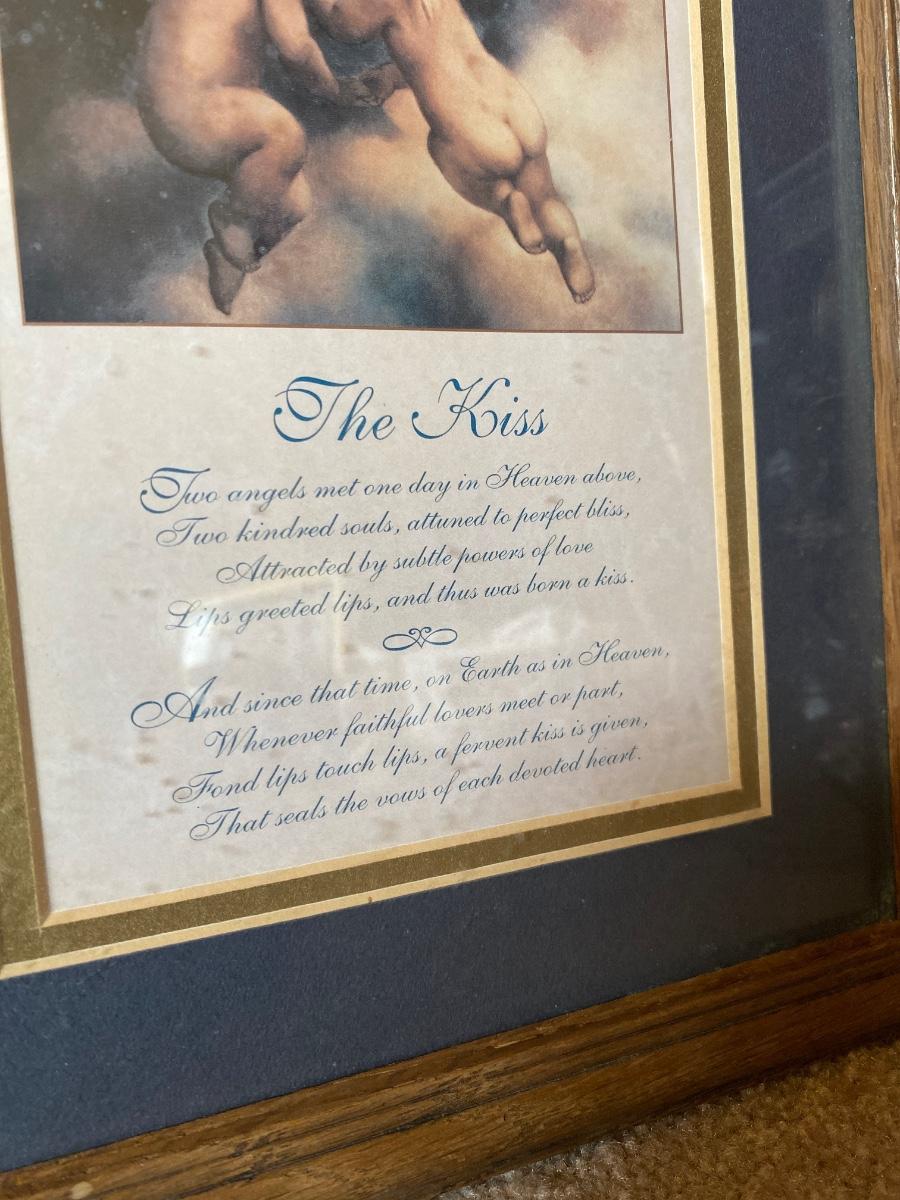 The Kiss
Two angels met one day in Heaven above,
Two kindred souls, attuned to perfect bliss,
Attracted by subtle powers of love
Lips greeted lips, and thus was born a kiss.
And since that time, on Earth as in Heaven,
Whenever faithful lovers meet or part,
Fond lips touch lips, a fervent kiss is given,
That seals the vows of each devoted heart.